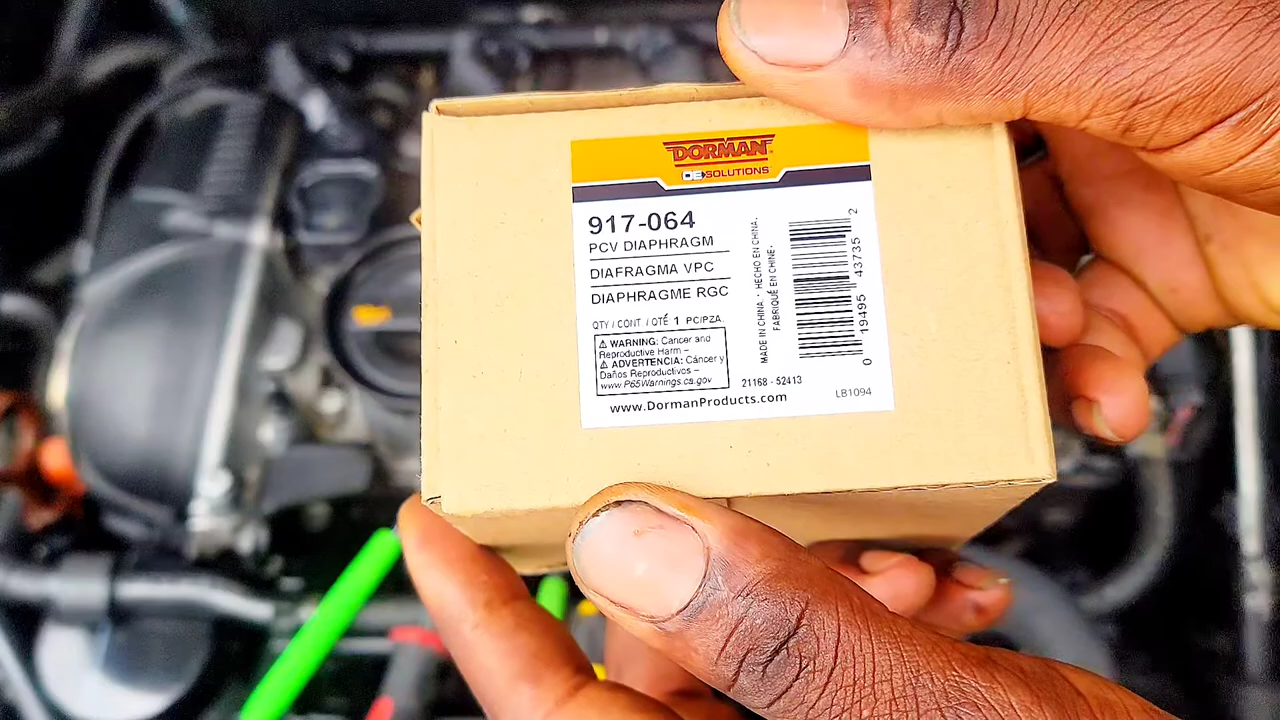 DORMAN
OE SOLUTIONS
917-064
PCV DIAPHRAGM
DIAFRAGMA VPC
DIAPHRAGME RGC
QTY / CONT. / QTÉ 1 PC/PZA.
⚠ WARNING: Cancer and
Reproductive Harm –
⚠ ADVERTENCIA: Cáncer y
Daños Reproductivos –
www.P65Warnings.ca.gov
www.DormanProducts.com
MADE IN CHINA. HECHO EN CHINA.
FABRIQUÉ EN CHINE.
0 19495 43735 2
21168 - 52413
LB1094